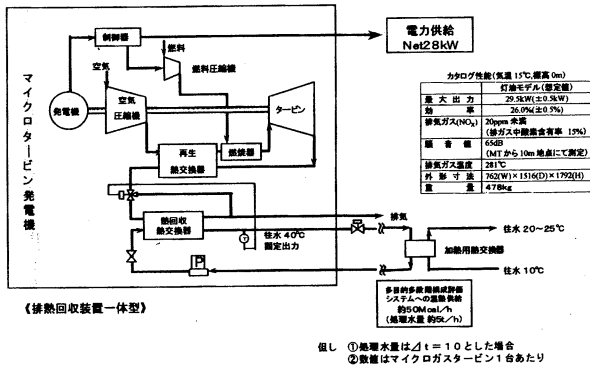 マイクロタービン発電機
制御器
燃料
燃料圧縮機
空気
発電機
空気
圧縮機
タービン
燃焼器
再生
熱交換器
熱回収
熱交換器
往水40℃
固定出力
T
P
《排熱回収装置一体型》
電力供給
Net28kW
カタログ性能(気温15℃,標高0m)
灯油モデル(想定値)
最大出力 29.5kW(±0.5kW)
効率 26.0%(±0.5%)
排気ガス(NOx) 20ppm未満
(排ガス中酸素含有率 15%)
騒音値 65dB
(MTから10m地点にて測定)
排気ガス温度 281℃
外形寸法 762(W)×1516(D)×1792(H)
重量 478kg
排気
往水20~25℃
加熱用熱交換器
往水10℃
多目的多段階構成評価
システムへの温熱供給
約50Mcal/h
(処理水量 約5t/h)
但し ①処理水量は⊿t=10とした場合
②数値はマイクロガスタービン1台あたり